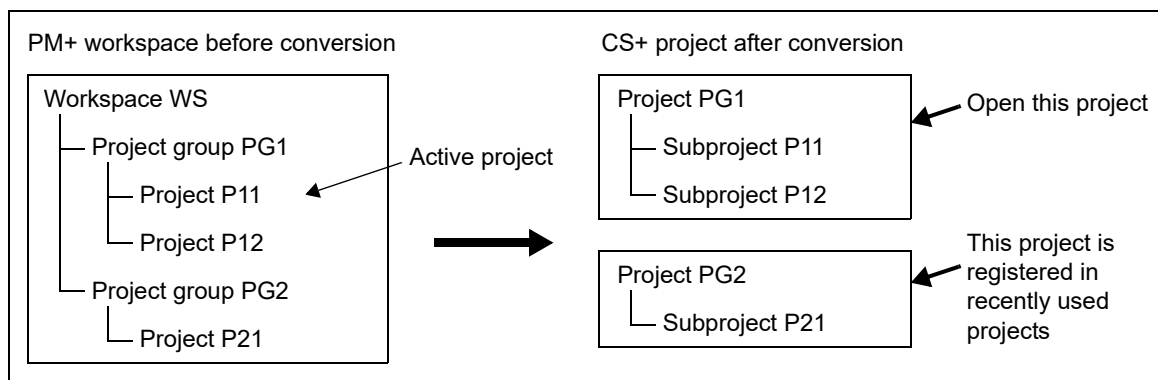 PM+ workspace before conversion
Workspace WS
Project group PG1
Project P11
Project P12
Project group PG2
Project P21
Active project
CS+ project after conversion
Project PG1
Subproject P11
Subproject P12
Open this project
Project PG2
Subproject P21
This project is
registered in
recently used
projects